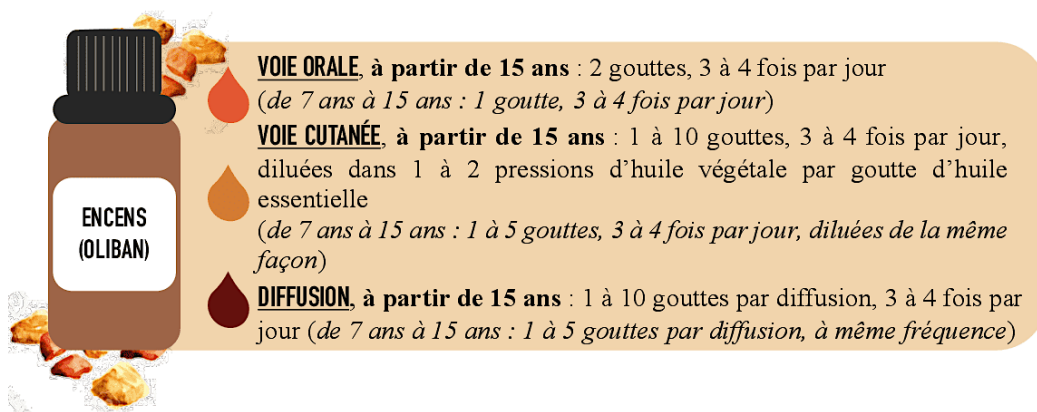 ENCENS
(OLIBAN)
VOIE ORALE, à partir de 15 ans : 2 gouttes, 3 à 4 fois par jour
(de 7 ans à 15 ans : 1 goutte, 3 à 4 fois par jour)
VOIE CUTANÉE, à partir de 15 ans : 1 à 10 gouttes, 3 à 4 fois par jour,
diluées dans 1 à 2 pressions d’huile végétale par goutte d’huile
essentielle
(de 7 ans à 15 ans : 1 à 5 gouttes, 3 à 4 fois par jour, diluées de la même
façon)
DIFFUSION, à partir de 15 ans : 1 à 10 gouttes par diffusion, 3 à 4 fois par
jour (de 7 ans à 15 ans : 1 à 5 gouttes par diffusion, à même fréquence)